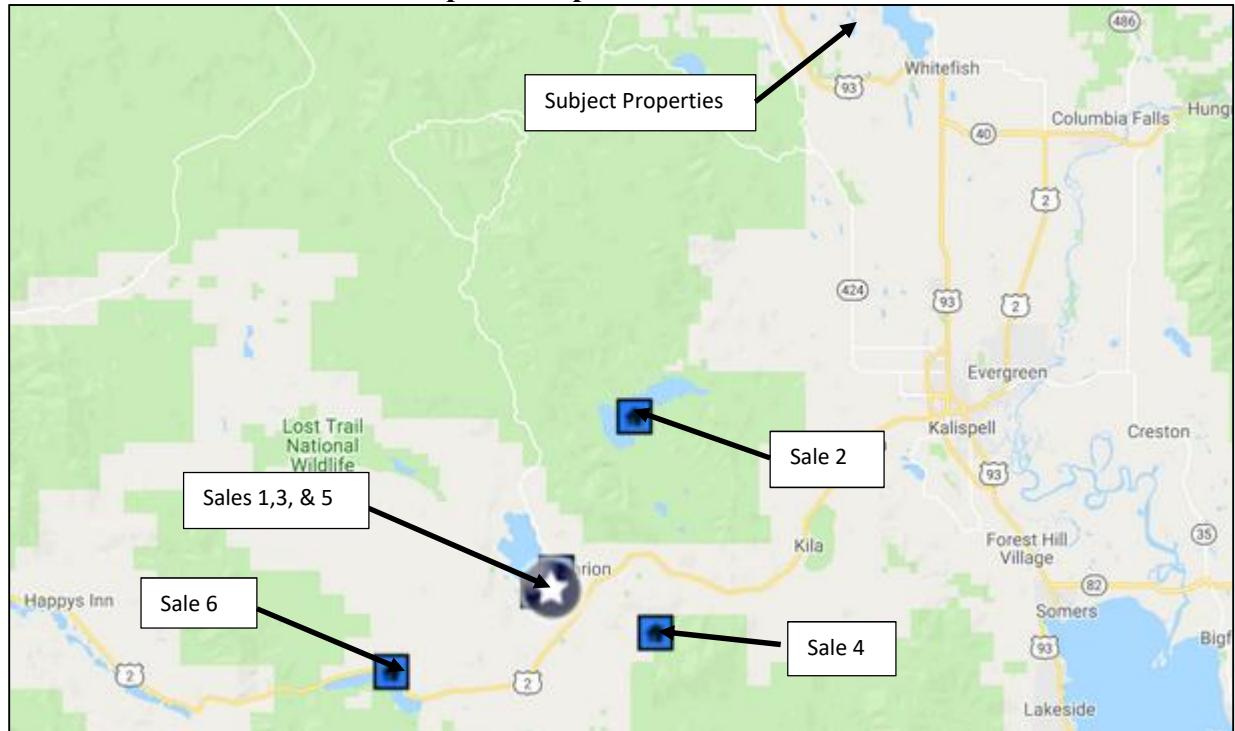 486
Whitefish
93
Subject Properties
Columbia Falls
Hung
40
2
424
93
2
Evergreen
Kalispell
Creston
Lost Trail
National
Wildlife
Sale 2
93
Sales 1,3, & 5
Forest Hill
Village
35
Kila
rion
82
Happys Inn
Sale 6
Somers
Sale 4
Bigf
93
2
2
Lakeside